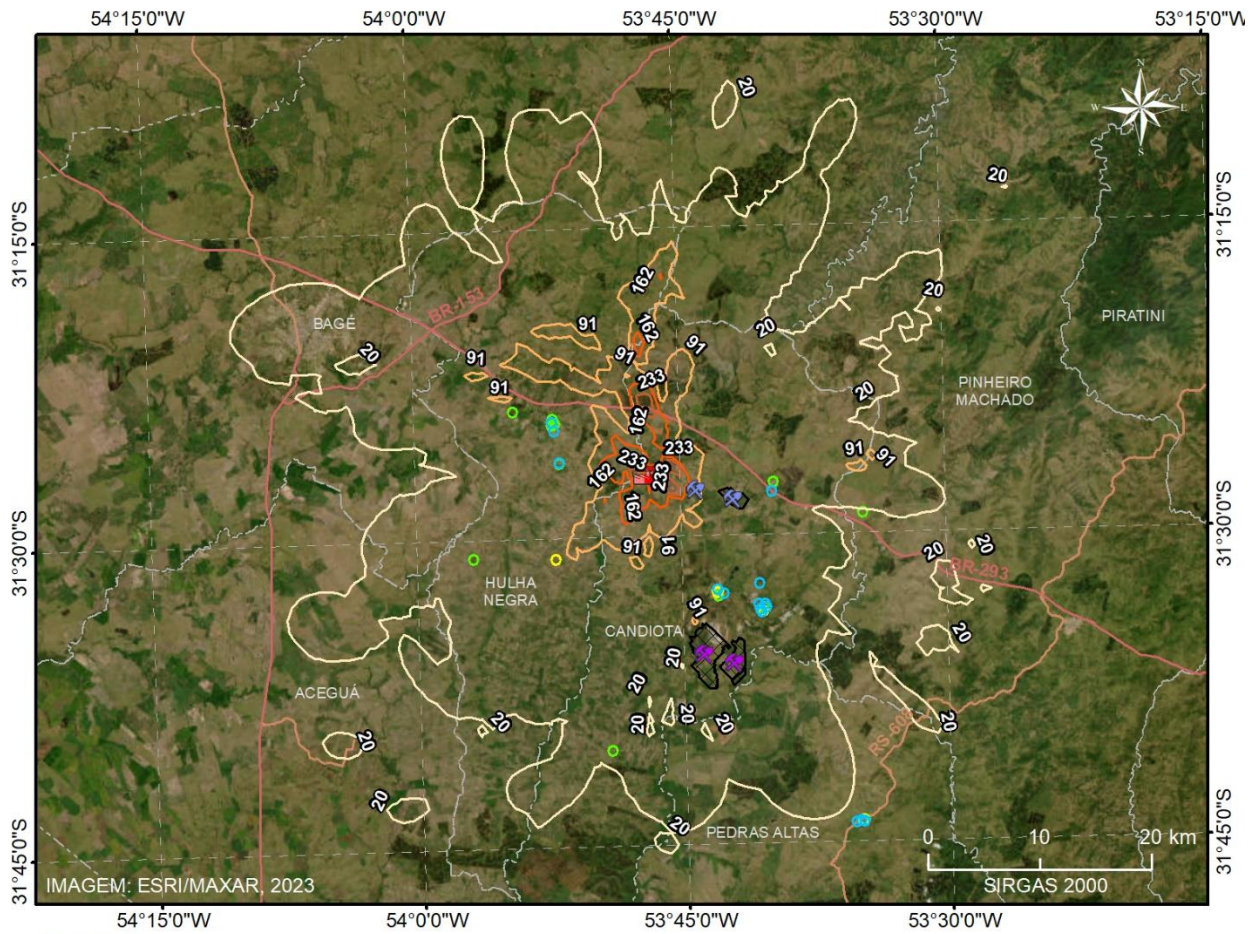 54°15'0"W 54°0'0"W 53°45'0"W 53°30'0"W 53°15'0"W
N
W E
S
20
20
31°15'0"S 31°15'0"S
162
20
BR-153
BAGÉ
91
162
20
PIRATINI
20
91
91
91
233
20
PINHEIRO
MACHADO
91
162
233
233
91
91
162
233
162
31°30'0"S 31°30'0"S
91
91
20
20
BR-293
HULHA
NEGRA
91
CANDIOTA
20
20
20
ACEGUÁ
20
20
20
20
20
20
RS-608
20
20
PEDRAS ALTAS
0 10 20 km
31°45'0"S 31°45'0"S
IMAGEM: ESRI/MAXAR, 2023
SIRGAS 2000
54°15'0"W 54°0'0"W 53°45'0"W 53°30'0"W